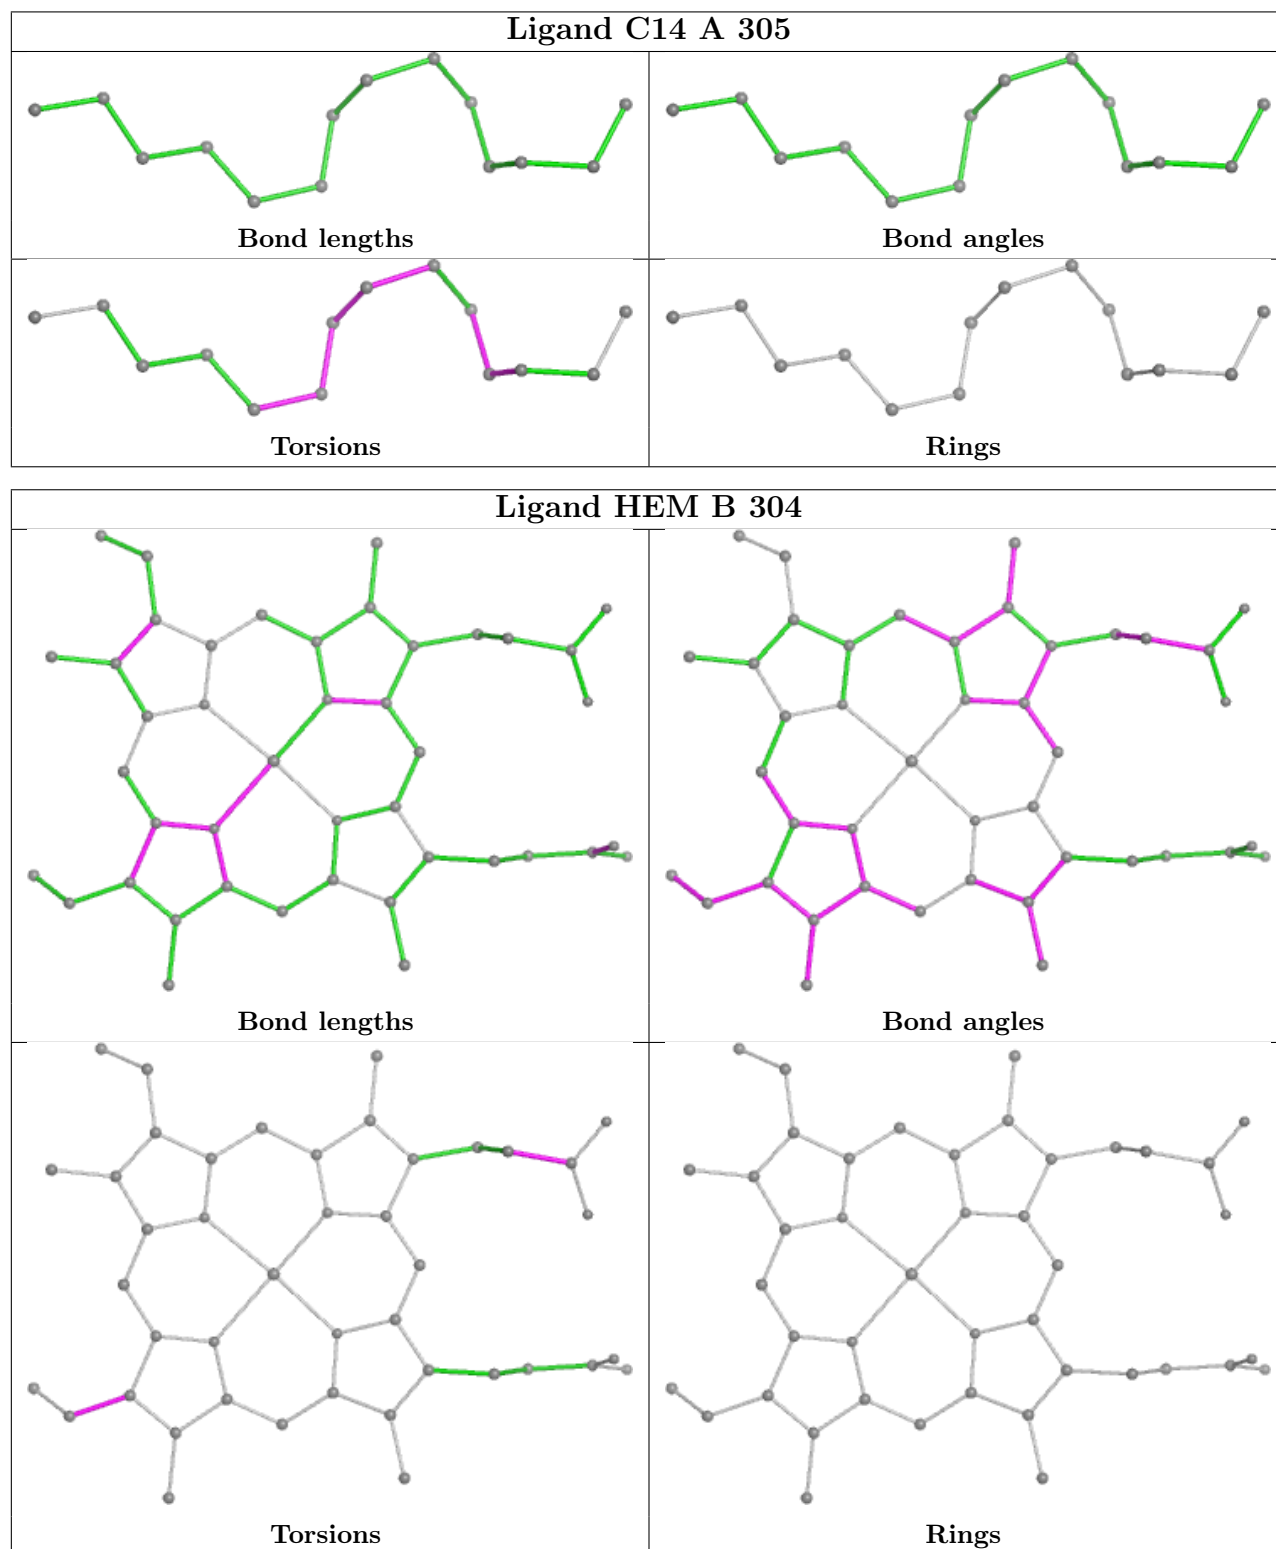 Ligand C14 A 305
Bond lengths
Bond angles
Torsions
Rings
Ligand HEM B 304
Bond lengths
Bond angles
Torsions
Rings